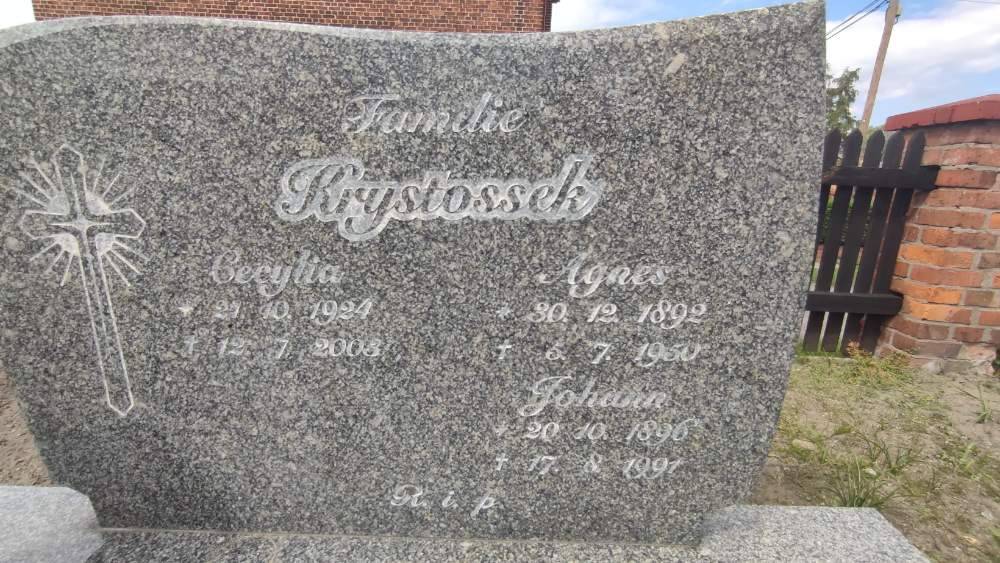 Familie
Krystossek
Cecylia
* 21. 10. 1924
† 12. 7. 2003
Agnes
* 30. 12. 1892
† 5. 7. 1950
Johann
* 20. 10. 1896
† 17. 8. 1991
R. i. p.